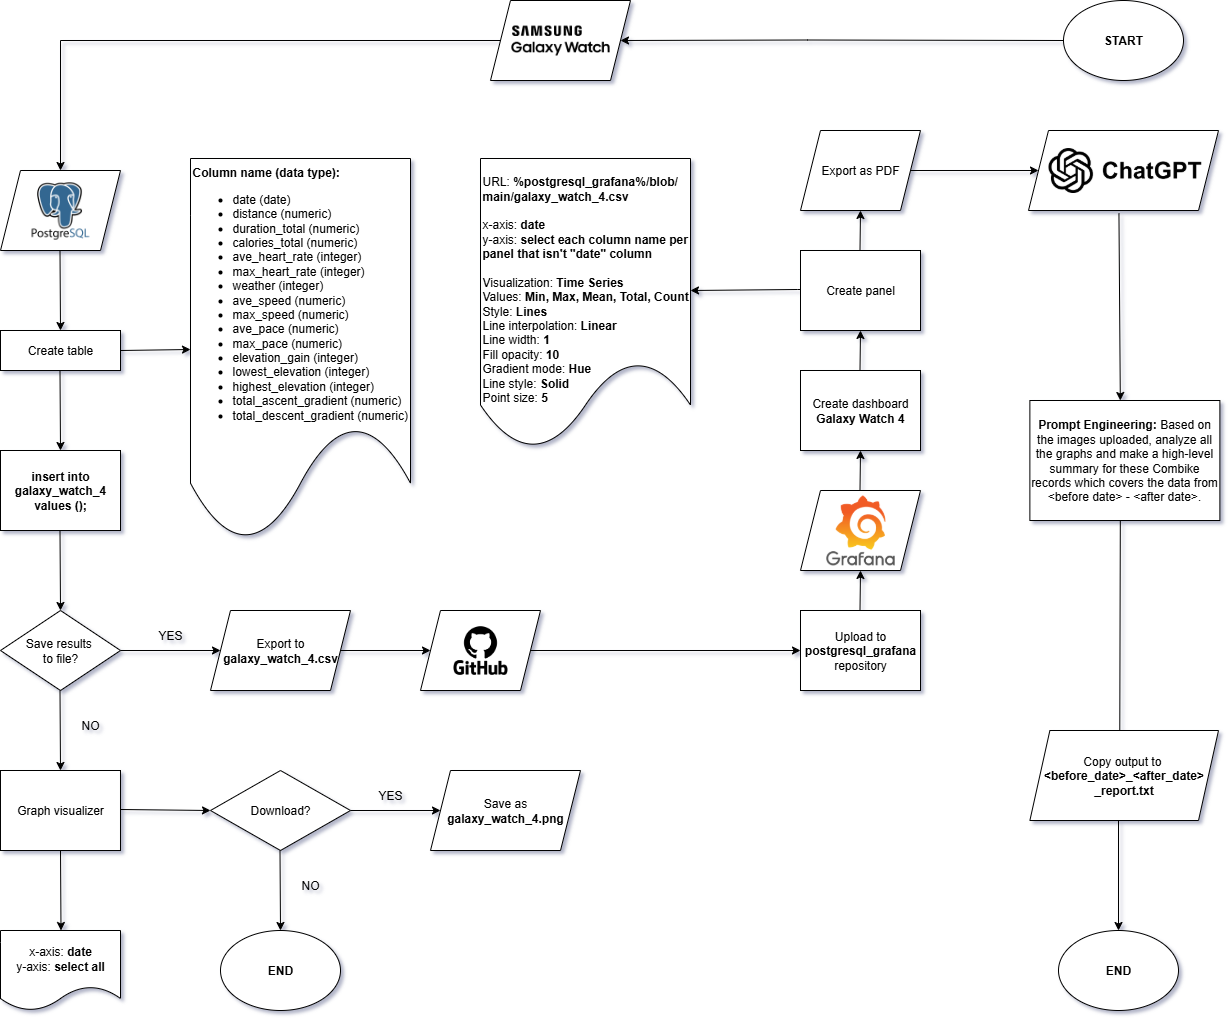 SAMSUNG
Galaxy Watch
START
PostgreSQL
Column name (data type):
date (date)
distance (numeric)
duration_total (numeric)
calories_total (numeric)
ave_heart_rate (integer)
max_heart_rate (integer)
weather (integer)
ave_speed (numeric)
max_speed (numeric)
ave_pace (numeric)
max_pace (numeric)
elevation_gain (integer)
lowest_elevation (integer)
highest_elevation (integer)
total_ascent_gradient (numeric)
total_descent_gradient (numeric)
URL: %postgresql_grafana%/blob/
main/galaxy_watch_4.csv
x-axis: date
y-axis: select each column name per
panel that isn't "date" column
Visualization: Time Series
Values: Min, Max, Mean, Total, Count
Style: Lines
Line interpolation: Linear
Line width: 1
Fill opacity: 10
Gradient mode: Hue
Line style: Solid
Point size: 5
Export as PDF
ChatGPT
Create panel
Create table
Create dashboard
Galaxy Watch 4
Prompt Engineering: Based on
the images uploaded, analyze all
the graphs and make a high-level
summary for these Combike
records which covers the data from
<before date> - <after date>.
insert into
galaxy_watch_4
values ();
Grafana
Save results
to file?
YES
Export to
galaxy_watch_4.csv
GitHub
Upload to
postgresql_grafana
repository
NO
Graph visualizer
Download?
YES
Save as
galaxy_watch_4.png
Copy output to
<before_date>_<after_date>
_report.txt
NO
x-axis: date
y-axis: select all
END
END